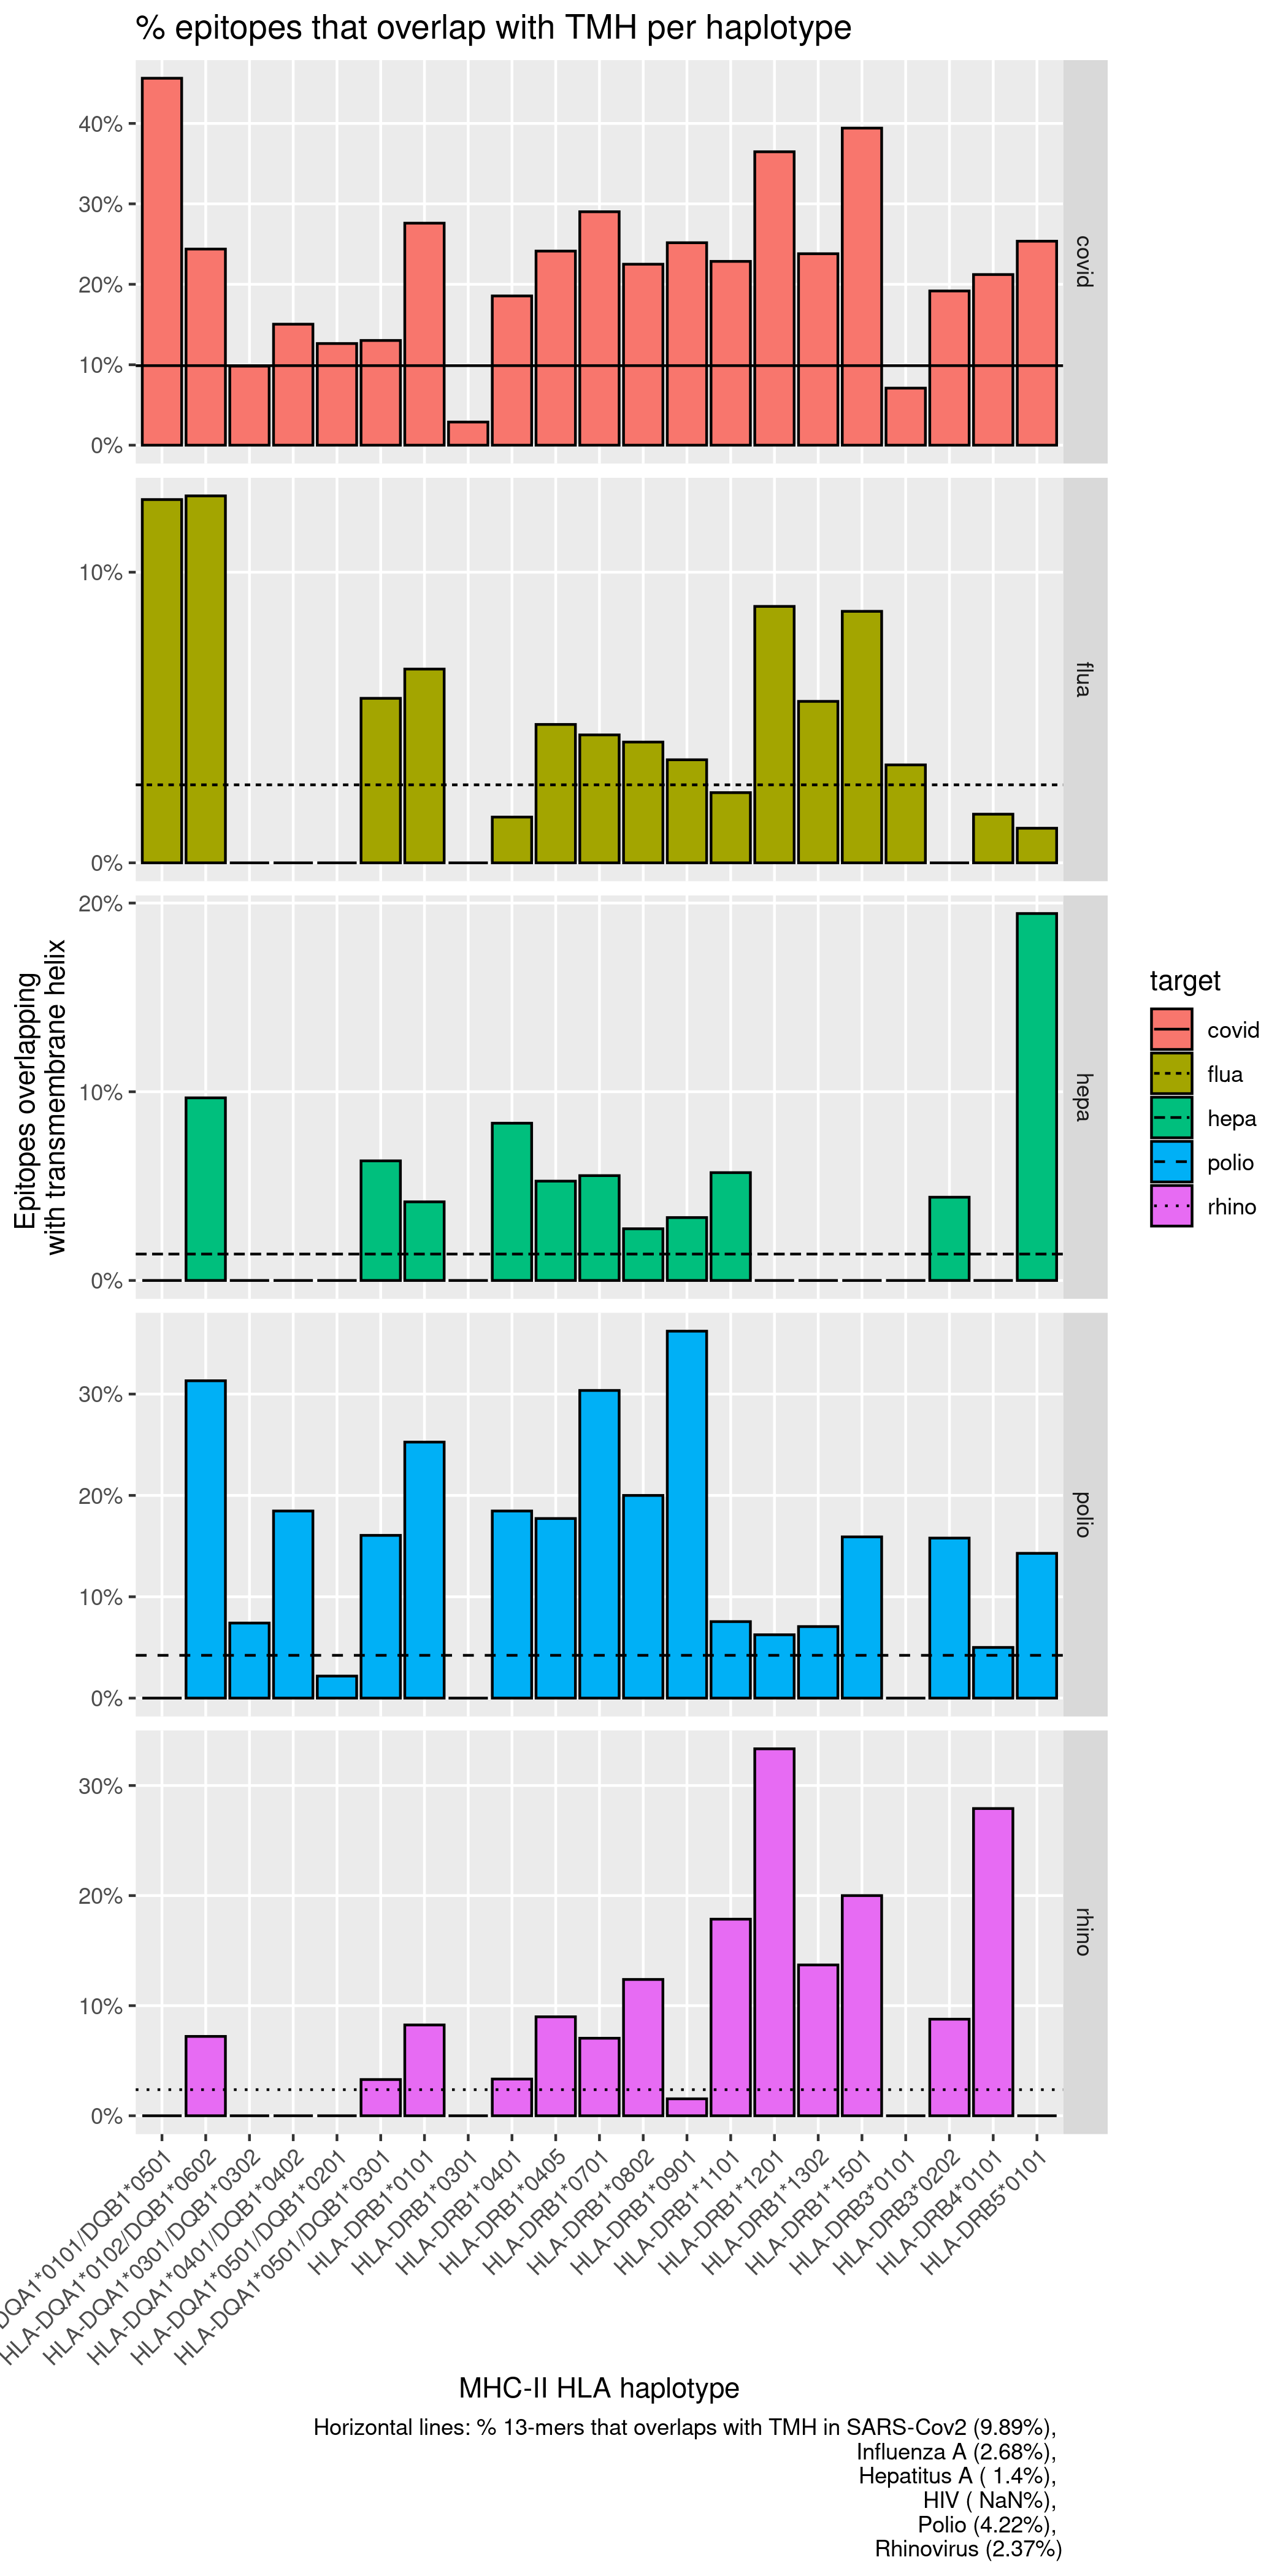 % epitopes that overlap with TMH per haplotype
Epitopes overlapping
with transmembrane helix
40%
30%
20%
10%
0%
covid
10%
0%
flua
20%
10%
0%
hepa
30%
20%
10%
0%
polio
30%
20%
10%
0%
rhino
DQA1*0101/DQB1*0501
HLA-DQA1*0102/DQB1*0602
HLA-DQA1*0301/DQB1*0302
HLA-DQA1*0401/DQB1*0402
HLA-DQA1*0501/DQB1*0201
HLA-DQA1*0501/DQB1*0301
HLA-DRB1*0101
HLA-DRB1*0301
HLA-DRB1*0401
HLA-DRB1*0405
HLA-DRB1*0701
HLA-DRB1*0802
HLA-DRB1*0901
HLA-DRB1*1101
HLA-DRB1*1201
HLA-DRB1*1302
HLA-DRB1*1501
HLA-DRB3*0101
HLA-DRB3*0202
HLA-DRB4*0101
HLA-DRB5*0101
MHC-II HLA haplotype
target
covid
flua
hepa
polio
rhino
Horizontal lines: % 13-mers that overlaps with TMH in SARS-Cov2 (9.89%),
Influenza A (2.68%),
Hepatitus A ( 1.4%),
HIV ( NaN%),
Polio (4.22%),
Rhinovirus (2.37%)